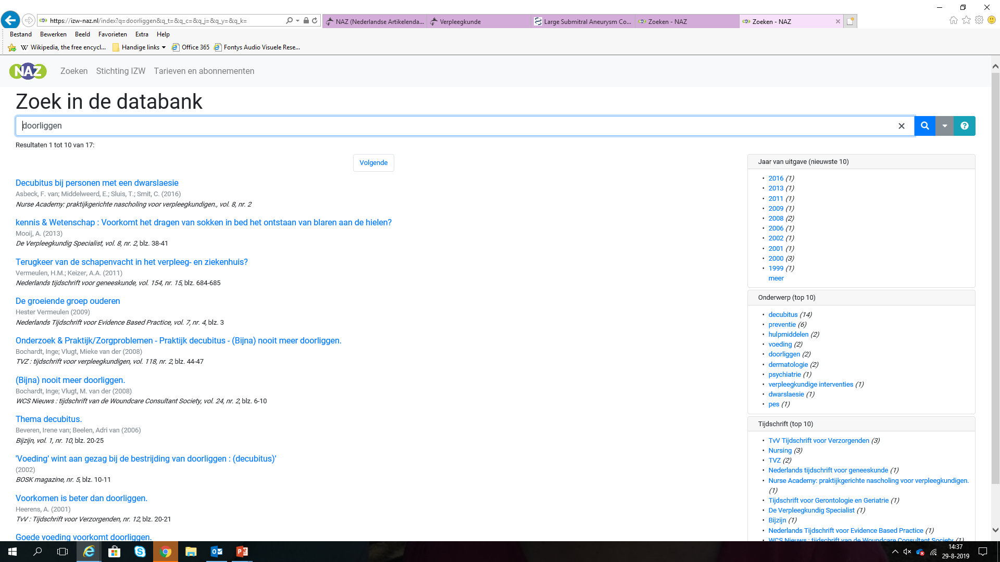 https://izw-naz.nl/index?q=doorliggen&q_t=&q_c=&q_j=&q_y=&q_k=
NAZ (Nederlandse Artikelenda...
Verpleegkunde
Large Submitral Aneurysm Co...
Zoeken - NAZ
Zoeken - NAZ
Bestand Bewerken Beeld Favorieten Extra Help
Wikipedia, the free encycl... Handige links Office 365 Fontys Audio Visuele Rese...
NAZ Zoeken Stichting IZW Tarieven en abonnementen
Zoek in de databank
doorliggen
Resultaten 1 tot 10 van 17:
Volgende
Decubitus bij personen met een dwarslaesie
Asbeck, F. van; Middelweerd, E.; Sluis, T.; Smit, C. (2016)
Nurse Academy: praktijkgerichte nascholing voor verpleegkundigen., vol. 8, nr. 2
kennis & Wetenschap : Voorkomt het dragen van sokken in bed het ontstaan van blaren aan de hielen?
Mooij, A. (2013)
De Verpleegkundig Specialist, vol. 8, nr. 2, blz. 38-41
Terugkeer van de schapenvacht in het verpleeg- en ziekenhuis?
Vermeulen, H.M.; Keizer, A.A. (2011)
Nederlands tijdschrift voor geneeskunde, vol. 154, nr. 15, blz. 684-685
De groeiende groep ouderen
Hester Vermeulen (2009)
Nederlands Tijdschrift voor Evidence Based Practice, vol. 7, nr. 4, blz. 3
Onderzoek & Praktijk/Zorgproblemen - Praktijk decubitus - (Bijna) nooit meer doorliggen.
Bochardt, Inge; Vlugt, Mieke van der (2008)
TVZ : tijdschrift voor verpleegkundigen, vol. 118, nr. 2, blz. 44-47
(Bijna) nooit meer doorliggen.
Bochardt, Inge; Vlugt, M. van der (2008)
WCS Nieuws : tijdschrift van de Woundcare Consultant Society, vol. 24, nr. 2, blz. 6-10
Thema decubitus.
Beveren, Irene van; Beelen, Adri van (2006)
Bijzijn, vol. 1, nr. 10, blz. 20-25
'Voeding' wint aan gezag bij de bestrijding van doorliggen : (decubitus)'
(2002)
BOSK magazine, nr. 5, blz. 10-11
Voorkomen is beter dan doorliggen.
Heerens, A. (2001)
TvV : Tijdschrift voor Verzorgenden, nr. 12, blz. 20-21
Goede voeding voorkomt doorliggen.
Jaar van uitgave (nieuwste 10)
2016 (1)
2013 (1)
2011 (1)
2009 (1)
2008 (2)
2006 (1)
2002 (1)
2001 (1)
2000 (3)
1999 (1)
meer
Onderwerp (top 10)
decubitus (14)
preventie (6)
hulpmiddelen (2)
voeding (2)
doorliggen (2)
dermatologie (2)
psychiatrie (1)
verpleegkundige interventies (1)
dwarslaesie (1)
pes (1)
Tijdschrift (top 10)
TvV Tijdschrift voor Verzorgenden (3)
Nursing (3)
TVZ (2)
Nederlands tijdschrift voor geneeskunde (1)
Nurse Academy: praktijkgerichte nascholing voor verpleegkundigen.
(1)
Tijdschrift voor Gerontologie en Geriatrie (1)
De Verpleegkundig Specialist (1)
Bijzijn (1)
Nederlands Tijdschrift voor Evidence Based Practice (1)
WCS Nieuws : tijdschrift van de Woundcare Consultant Society (1)
14:37
29-8-2019